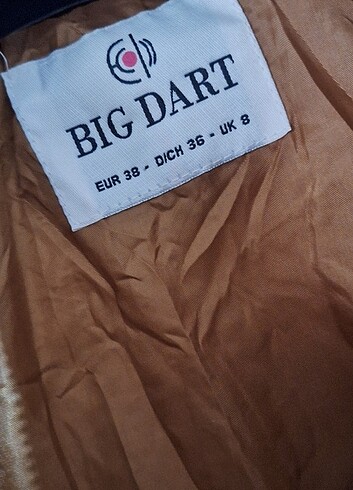 BIG DART
EUR 38 - D/CH 36 - UK 8